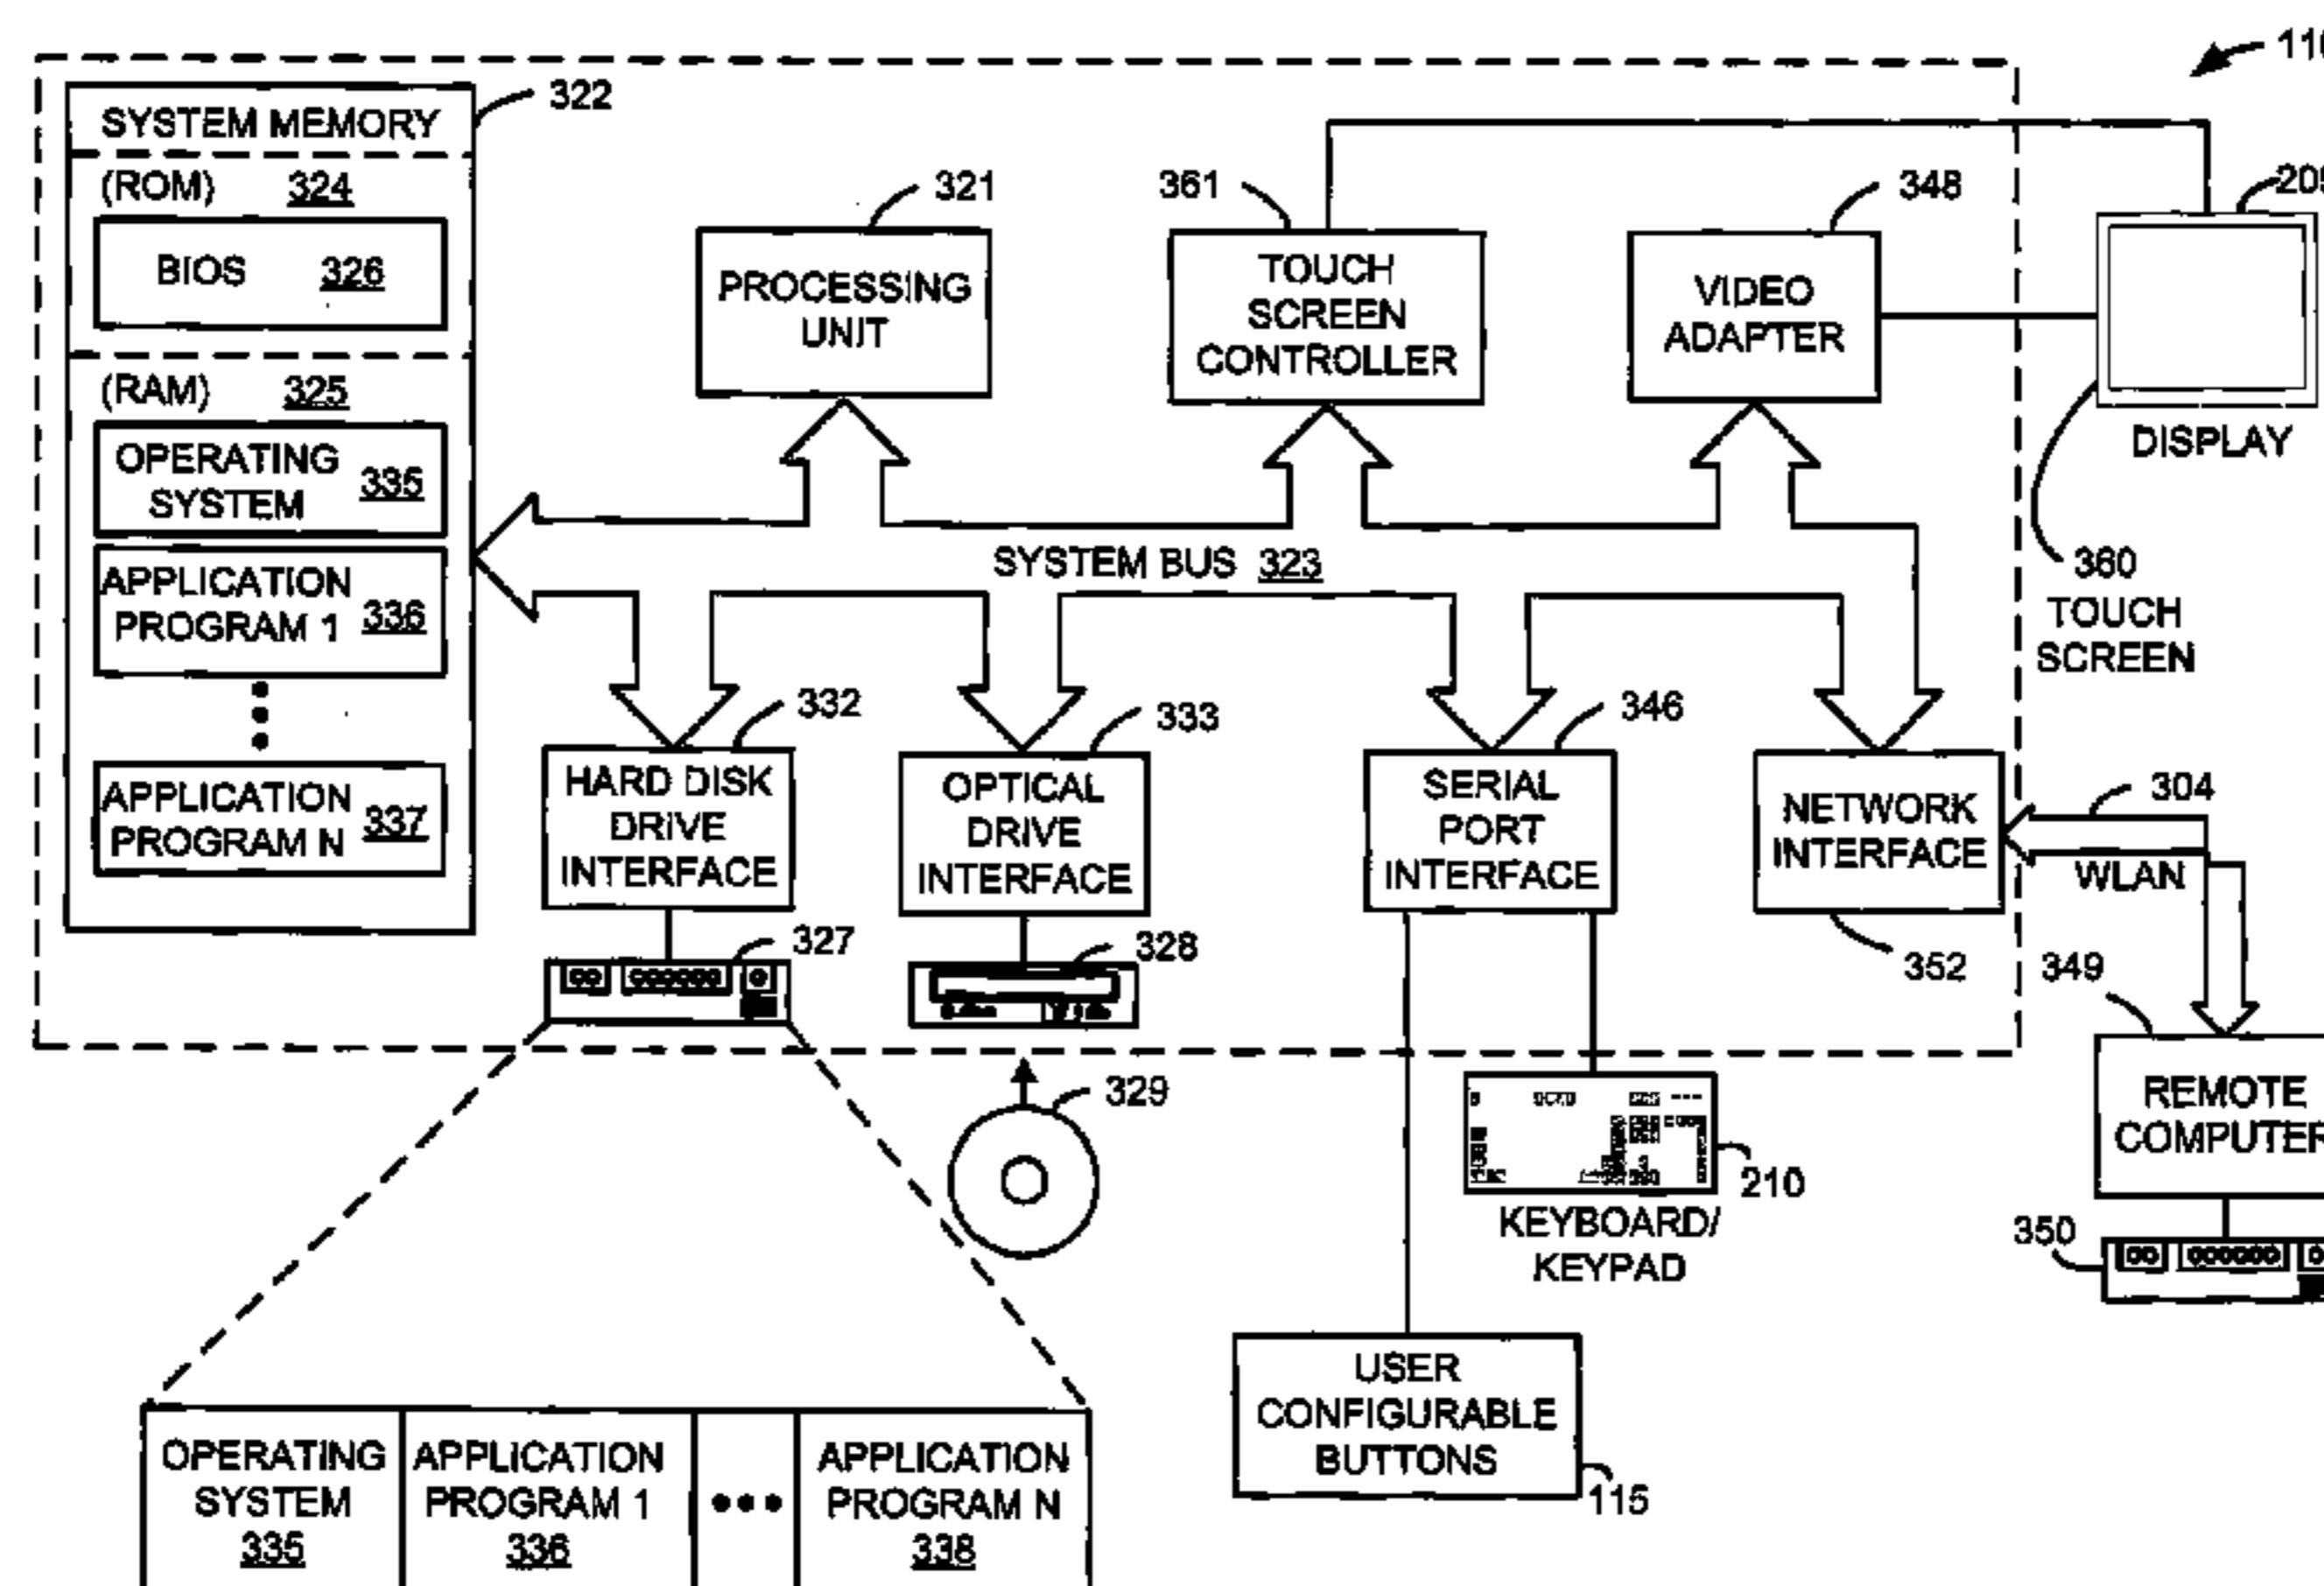 110
322
SYSTEM MEMORY
(ROM) 324
BIOS 326
(RAM) 325
OPERATING
SYSTEM 335
APPLICATION
PROGRAM 1 336
APPLICATION
PROGRAM N 337
321
PROCESSING
UNIT
361
TOUCH
SCREEN
CONTROLLER
348
VIDEO
ADAPTER
205
DISPLAY
360
TOUCH
SCREEN
SYSTEM BUS 323
332
HARD DISK
DRIVE
INTERFACE
333
OPTICAL
DRIVE
INTERFACE
346
SERIAL
PORT
INTERFACE
NETWORK
INTERFACE
352
304
WLAN
327
328
329
349
REMOTE
COMPUTER
350
210
KEYBOARD/
KEYPAD
USER
CONFIGURABLE
BUTTONS
115
OPERATING
SYSTEM
335
APPLICATION
PROGRAM 1
336
APPLICATION
PROGRAM N
338